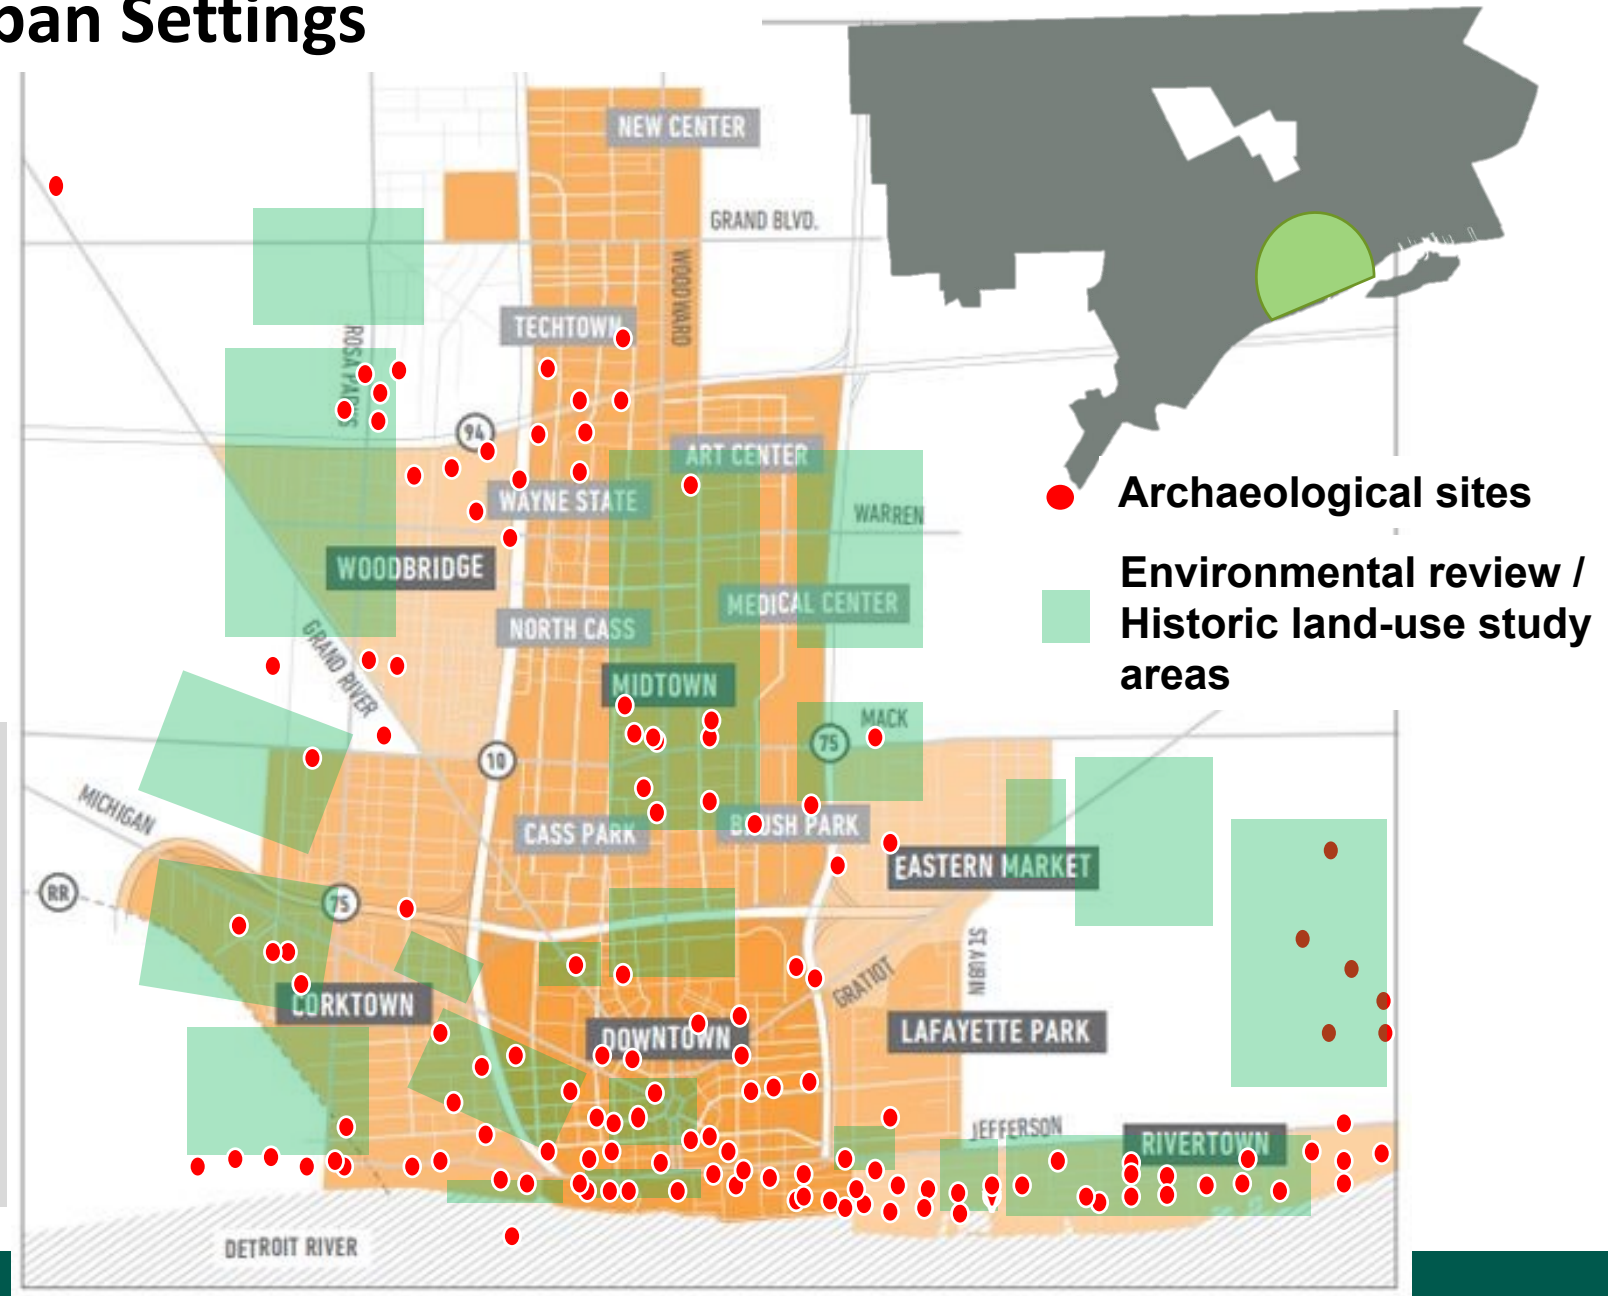 ban Settings
NEW CENTER
GRAND BLVD.
WOODWARD
TECHTOWN
ROSA PARKS
94
ART CENTER
WAYNE STATE
WARREN
Archaeological sites
WOODBRIDGE
Environmental review /
Historic land-use study
areas
MEDICAL CENTER
NORTH CASS
GRAND RIVER
MIDTOWN
MACK
75
10
MICHIGAN
CASS PARK
BRUSH PARK
EASTERN MARKET
RR
75
ST AUBIN
GRATIOT
CORKTOWN
DOWNTOWN
LAFAYETTE PARK
JEFFERSON
RIVERTOWN
DETROIT RIVER